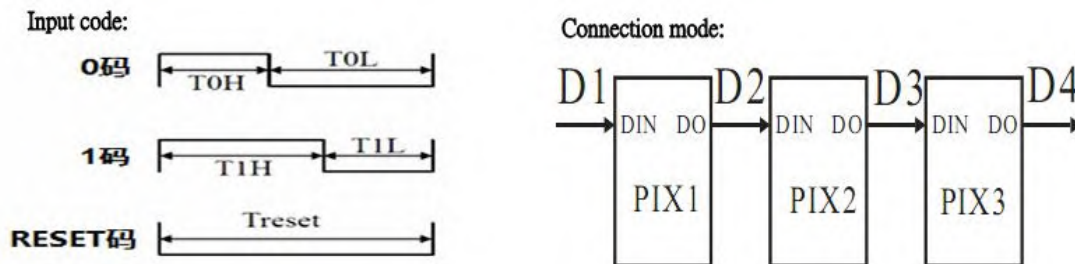 Input code:
0码
T0H
T0L
1码
T1H
T1L
RESET码
Treset
Connection mode:
D1
D2
D3
D4
DIN DO
DIN DO
DIN DO
PIX1
PIX2
PIX3